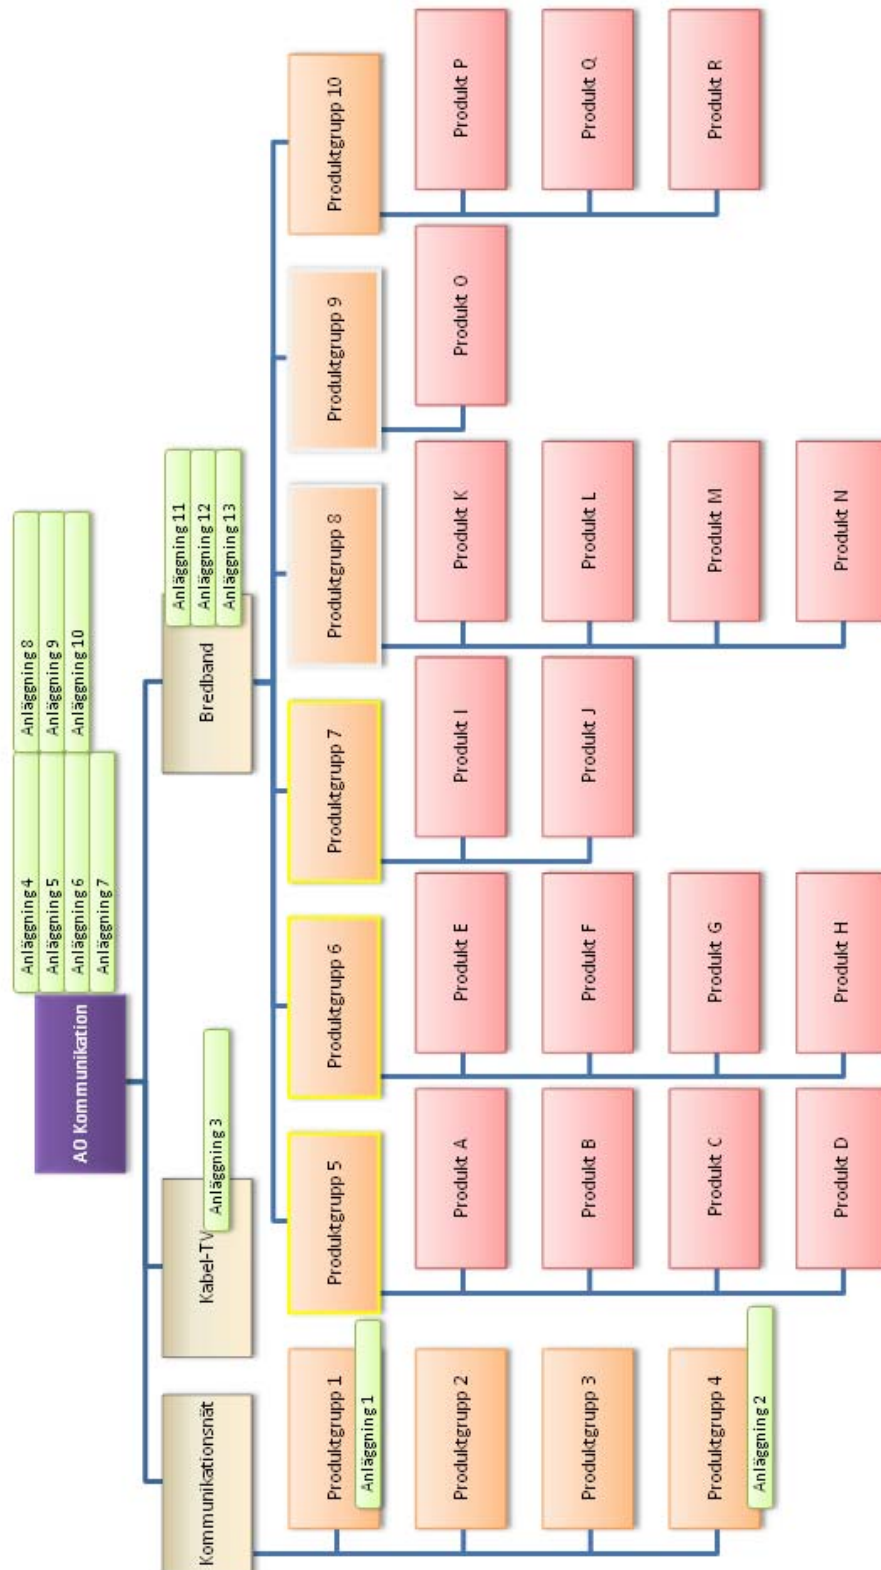 AO Kommunikation
Anläggning 4
Anläggning 5
Anläggning 6
Anläggning 7
Anläggning 8
Anläggning 9
Anläggning 10
Kommunikationsnät
Kabel-TV
Anläggning 3
Bredband
Anläggning 11
Anläggning 12
Anläggning 13
Produktgrupp 1
Anläggning 1
Produktgrupp 2
Produktgrupp 3
Produktgrupp 4
Anläggning 2
Produktgrupp 5
Produkt A
Produkt B
Produkt C
Produkt D
Produktgrupp 6
Produkt E
Produkt F
Produkt G
Produkt H
Produktgrupp 7
Produkt I
Produkt J
Produktgrupp 8
Produkt K
Produkt L
Produkt M
Produkt N
Produktgrupp 9
Produkt O
Produktgrupp 10
Produkt P
Produkt Q
Produkt R